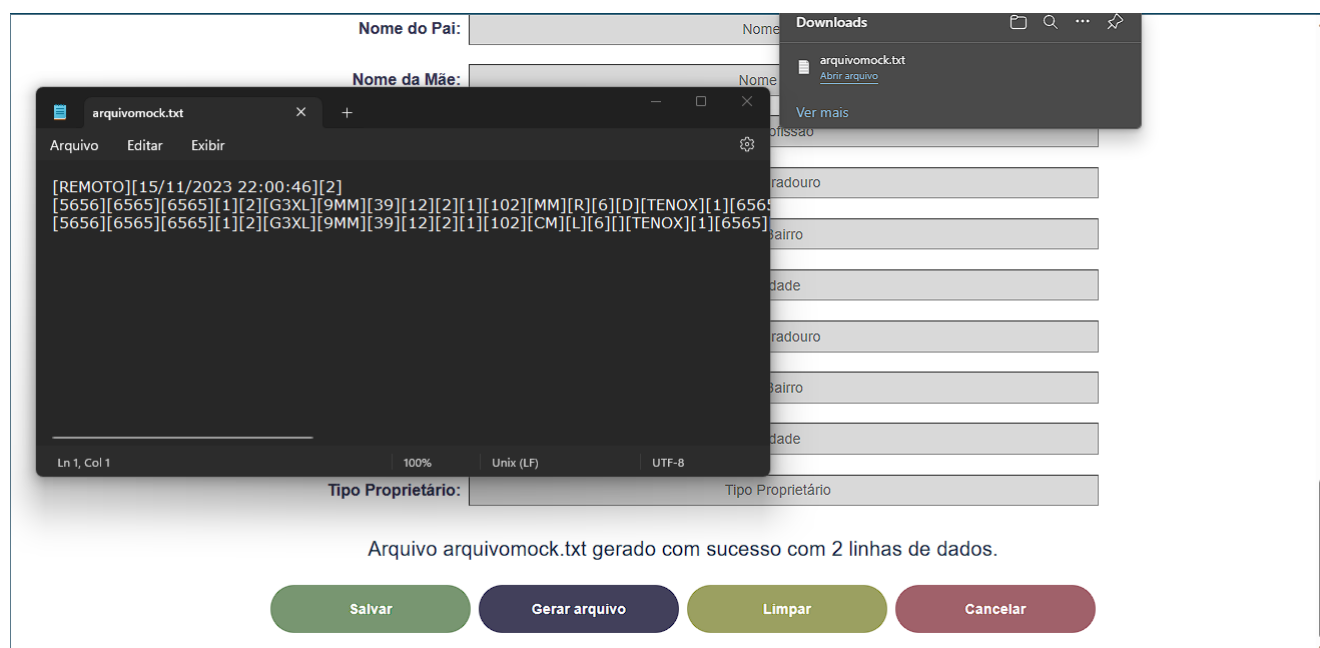 Nome do Pai:
Nome
Nome da Mãe:
Nome
Downloads
arquivomock.txt
Abrir arquivo
Ver mais
arquivomock.txt
Arquivo Editar Exibir
[REMOTO][15/11/2023 22:00:46][2]
[5656][6565][6565][1][2][G3XL][9MM][39][12][2][1][102][MM][R][6][D][TENOX][1][6565
[5656][6565][6565][1][2][G3XL][9MM][39][12][2][1][102][CM][L][6][][TENOX][1][6565]
Ln 1, Col 1 100% Unix (LF) UTF-8
ofissão
radouro
Bairro
dade
radouro
Bairro
dade
Tipo Proprietário:
Tipo Proprietário
Arquivo arquivomock.txt gerado com sucesso com 2 linhas de dados.
Salvar
Gerar arquivo
Limpar
Cancelar